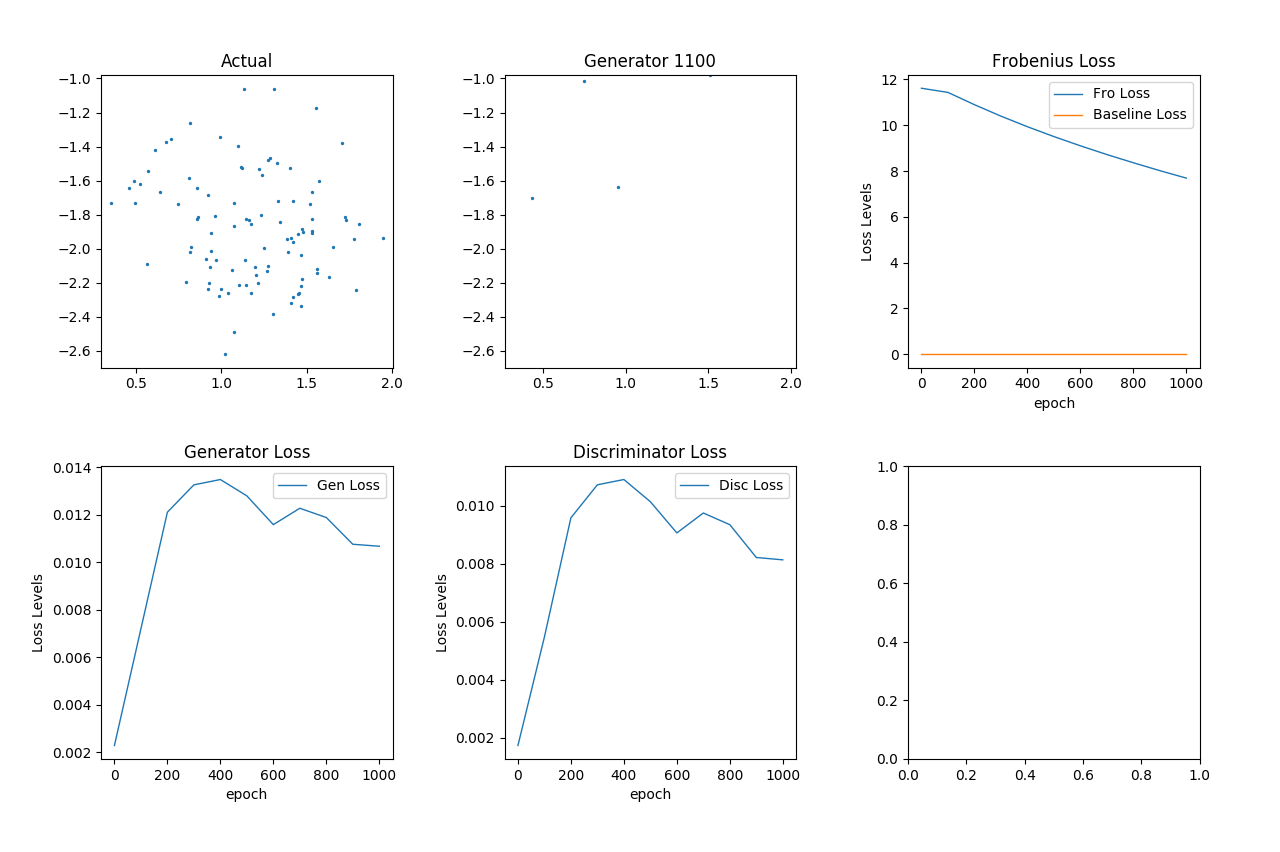 Actual
−1.0
−1.2
−1.4
−1.6
−1.8
−2.0
−2.2
−2.4
−2.6
0.5 1.0 1.5 2.0
Generator 1100
−1.0
−1.2
−1.4
−1.6
−1.8
−2.0
−2.2
−2.4
−2.6
0.5 1.0 1.5 2.0
Frobenius Loss
Fro Loss
Baseline Loss
Loss Levels
12
10
8
6
4
2
0
0 200 400 600 800 1000
epoch
Generator Loss
Gen Loss
Loss Levels
0.014
0.012
0.010
0.008
0.006
0.004
0.002
0 200 400 600 800 1000
epoch
Discriminator Loss
Disc Loss
Loss Levels
0.010
0.008
0.006
0.004
0.002
0 200 400 600 800 1000
epoch
1.0
0.8
0.6
0.4
0.2
0.0
0.0 0.2 0.4 0.6 0.8 1.0